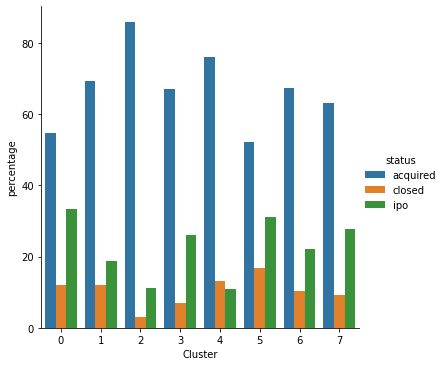 80
60
40
20
0
percentage
0 1 2 3 4 5 6 7
Cluster
status
acquired
closed
ipo